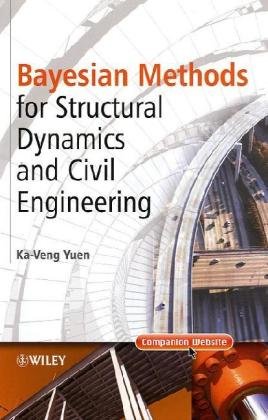 Bayesian Methods
for Structural
Dynamics
and Civil
Engineering
Ka-Veng Yuen
Companion Website
WILEY